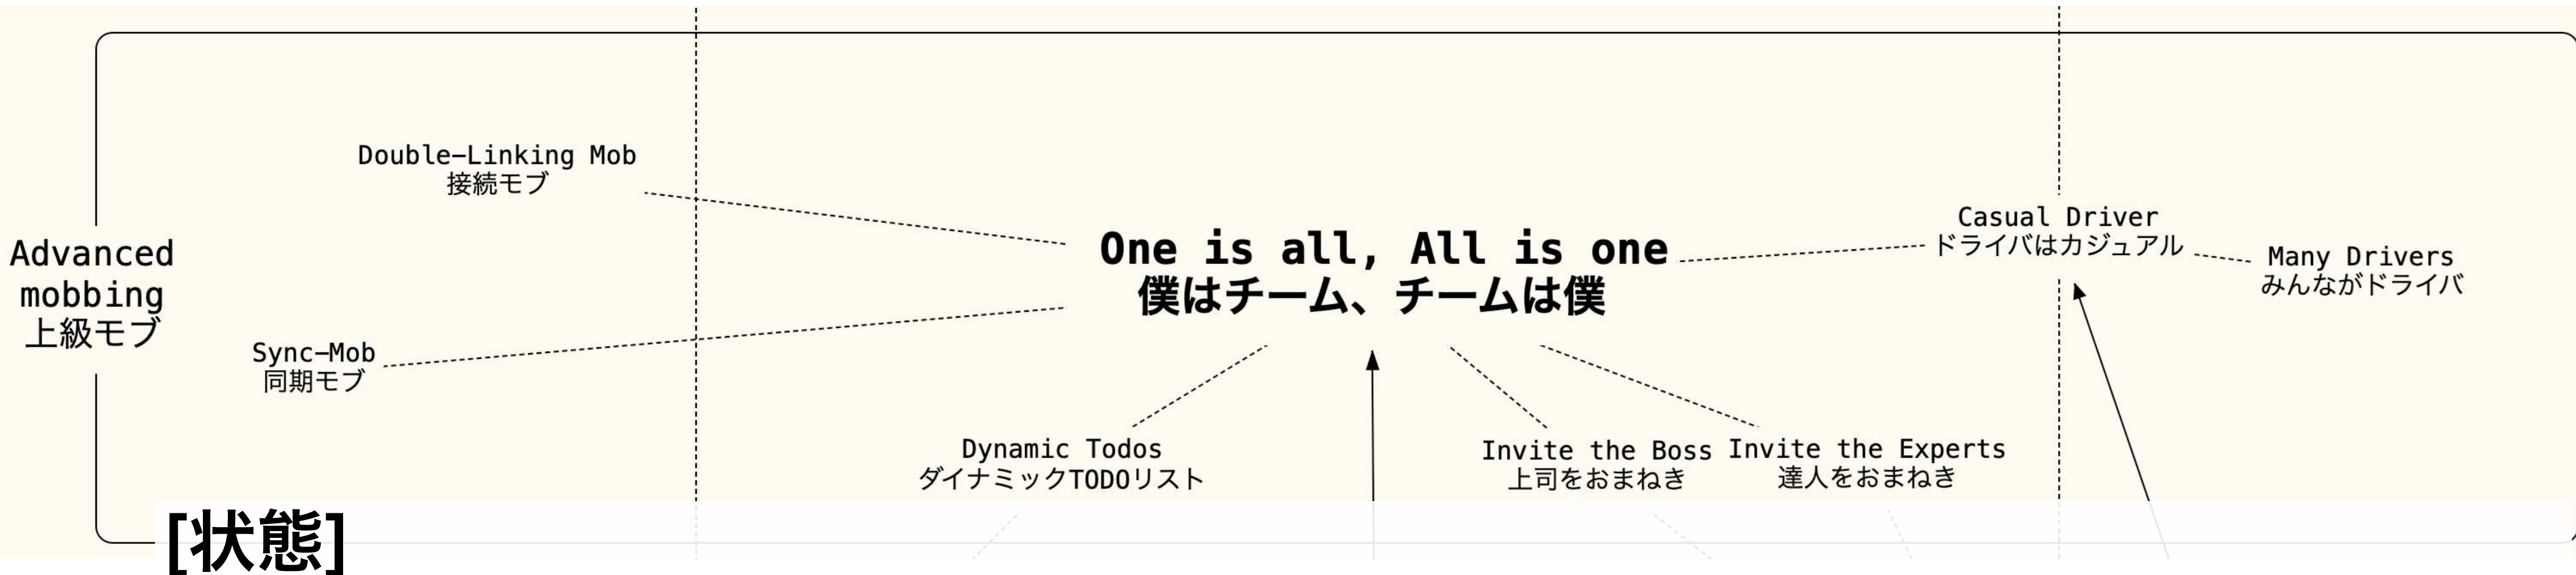 Double-Linking Mob
接続モブ
Advanced
mobbing
上級モブ
One is all, All is one
僕はチーム、チームは僕
Casual Driver
ドライバはカジュアル
Many Drivers
みんながドライバ
Sync-Mob
同期モブ
Dynamic Todos
ダイナミックTODOリスト
Invite the Boss
上司をおまねき
Invite the Experts
達人をおまねき
[状態]